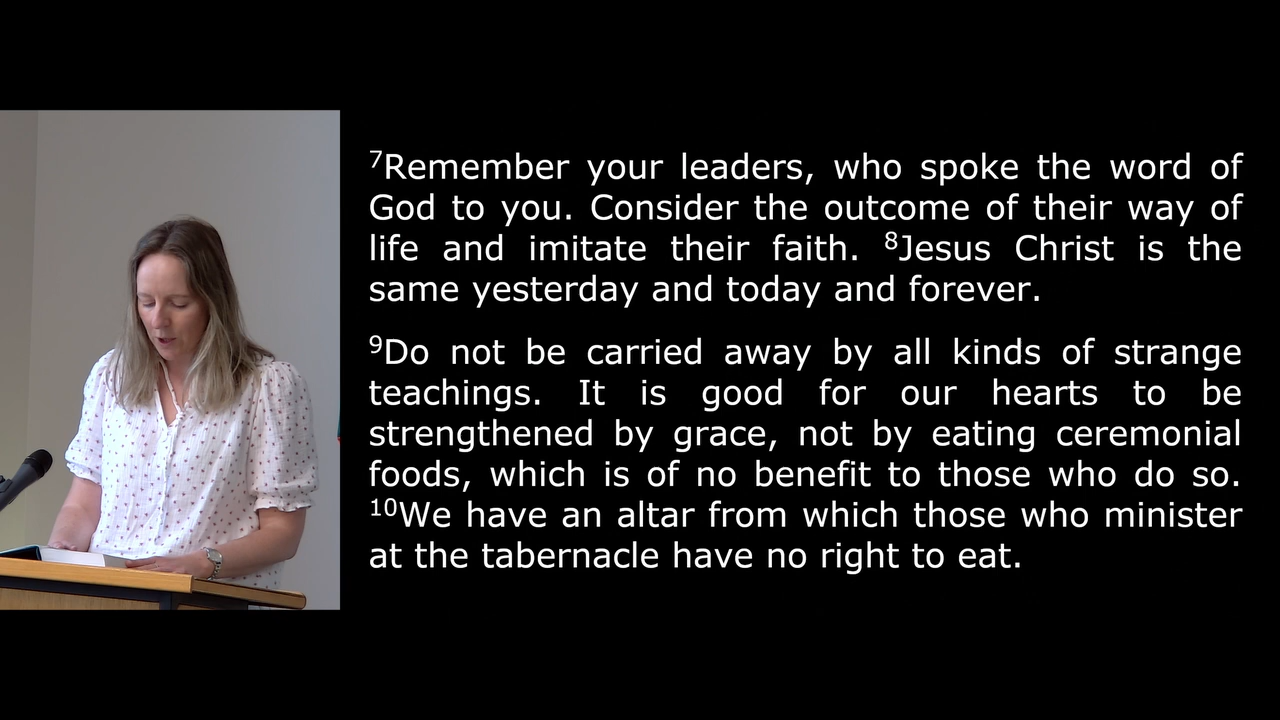 ⁷Remember your leaders, who spoke the word of
God to you. Consider the outcome of their way of
life and imitate their faith. ⁸Jesus Christ is the
same yesterday and today and forever.
⁹Do not be carried away by all kinds of strange
teachings. It is good for our hearts to be
strengthened by grace, not by eating ceremonial
foods, which is of no benefit to those who do so.
¹⁰We have an altar from which those who minister
at the tabernacle have no right to eat.